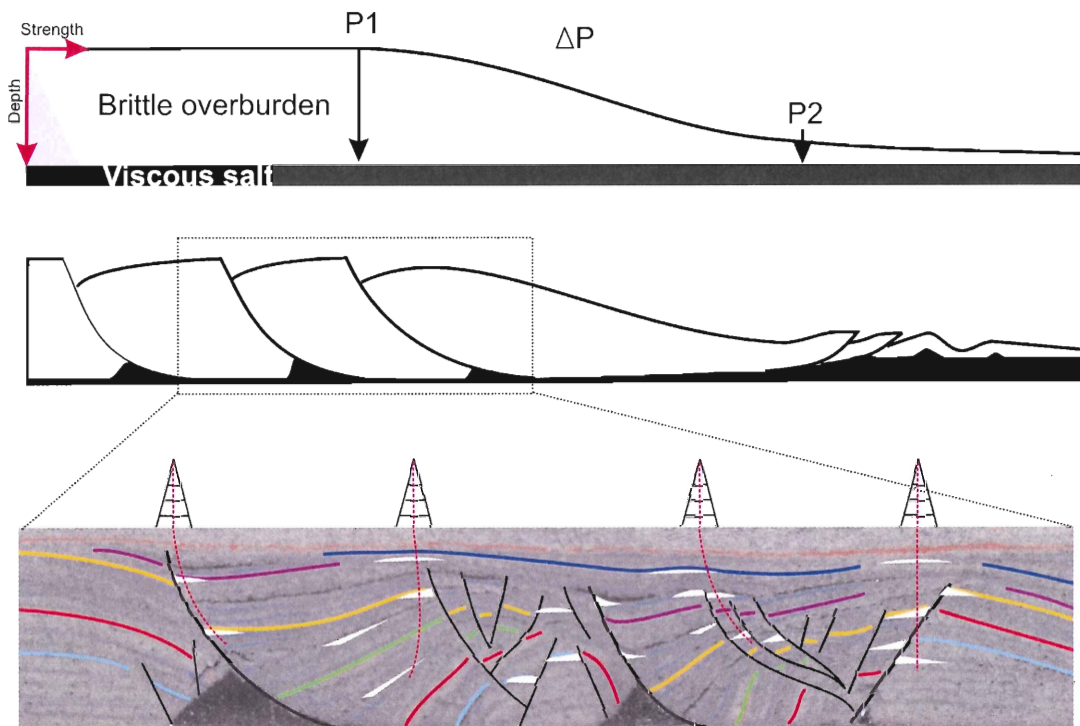 Strength
P1
ΔP
Depth
Brittle overburden
P2
Viscous salt